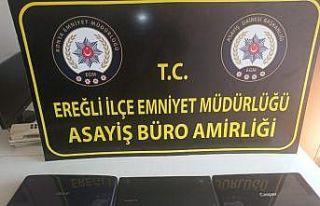 T.C.
EREĞLİ İLÇE EMNİYET MÜDÜRLÜĞÜ
ASAYİŞ BÜRO AMİRLİĞİ